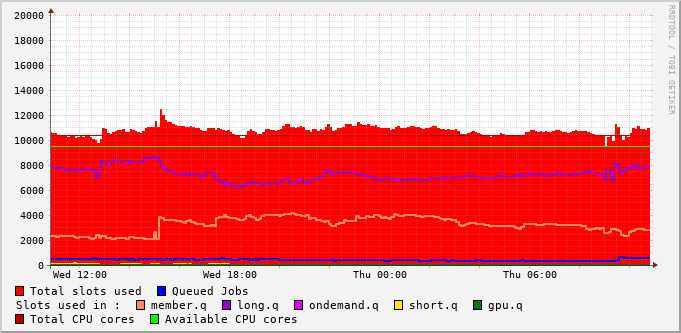 RRDTOOL / TOBI OETIKER
20000
18000
16000
14000
12000
10000
8000
6000
4000
2000
0
Wed 12:00 Wed 18:00 Thu 00:00 Thu 06:00
Total slots used Queued Jobs
Slots used in : member.q long.q ondemand.q short.q gpu.q
Total CPU cores Available CPU cores